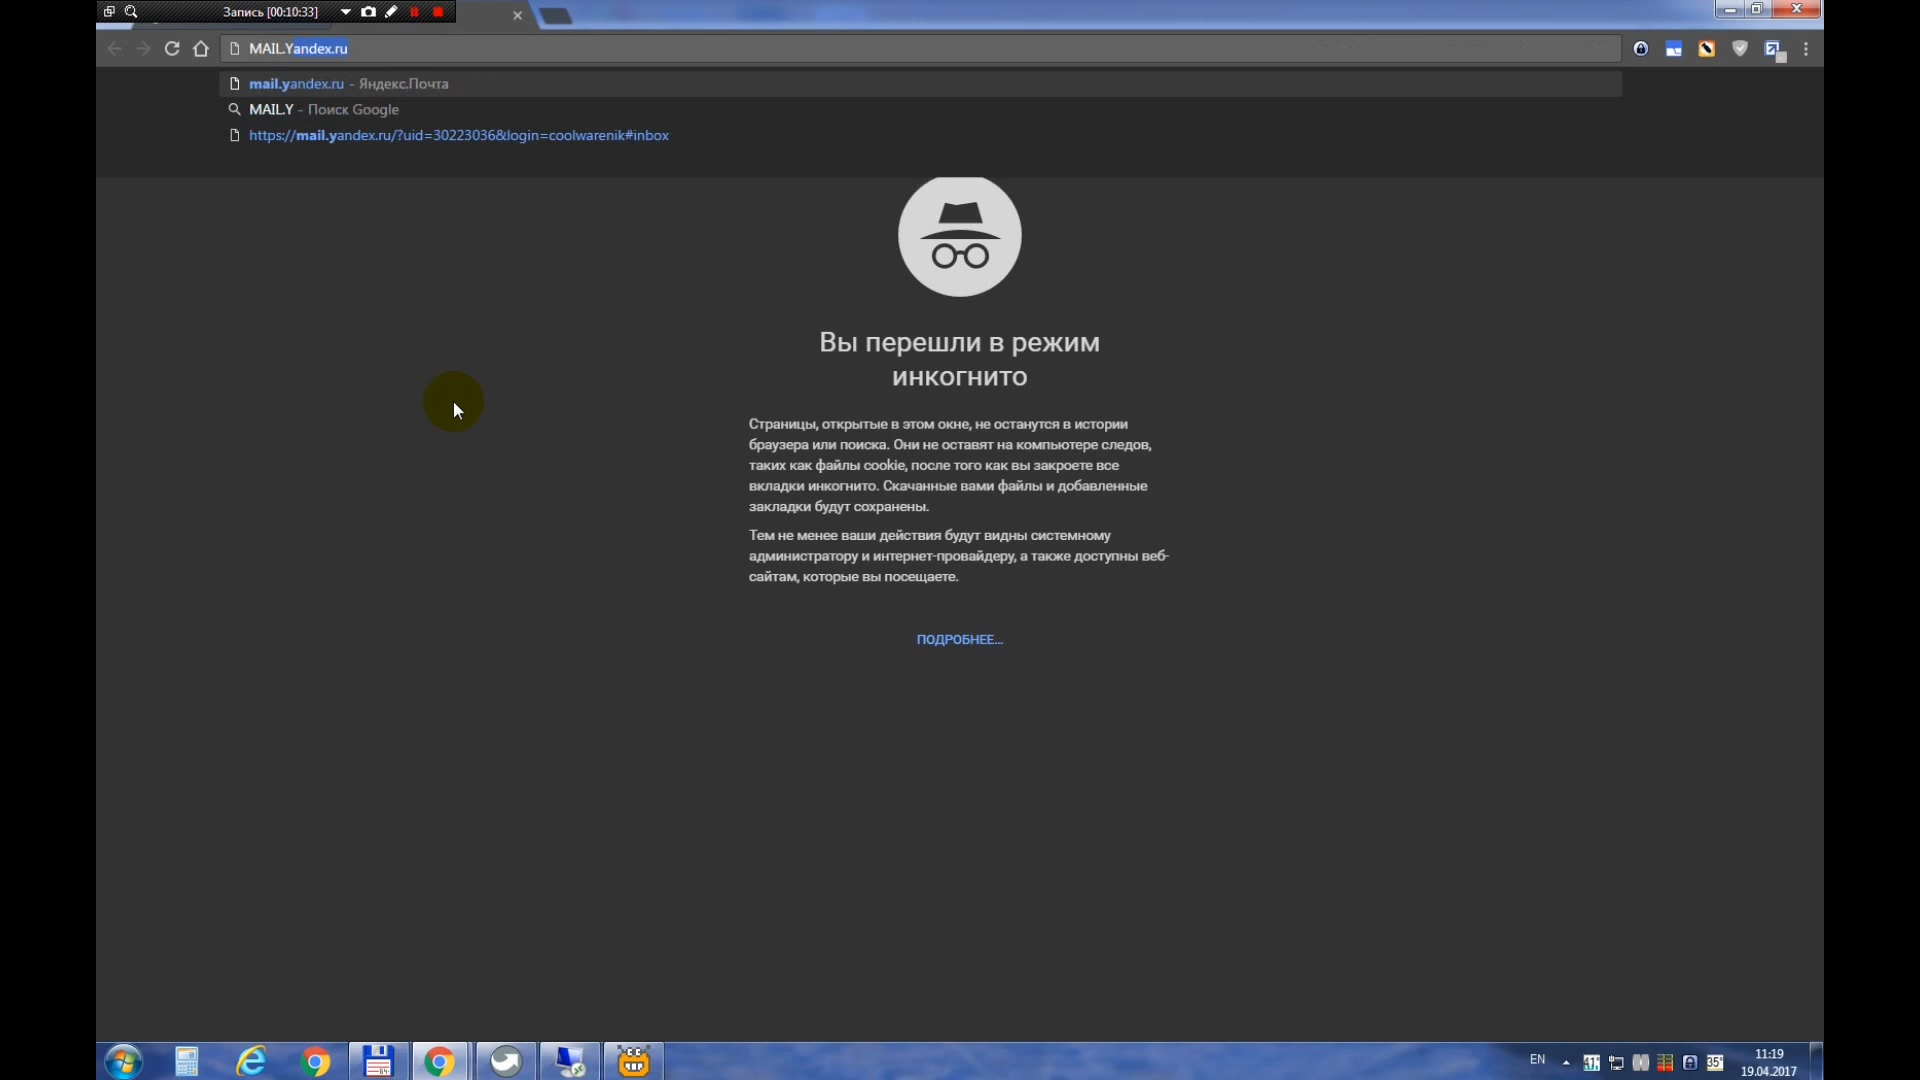 Запись [00:10:33]
MAIL.Yandex.ru
mail.yandex.ru - Яндекс.Почта
MAIL.Y - Поиск Google
https://mail.yandex.ru/?uid=30223036&login=coolwarenik#inbox
Вы перешли в режим
инкогнито
Страницы, открытые в этом окне, не останутся в истории
браузера или поиска. Они не оставят на компьютере следов,
таких как файлы cookie, после того как вы закроете все
вкладки инкогнито. Скачанные вами файлы и добавленные
закладки будут сохранены.
Тем не менее ваши действия будут видны системному
администратору и интернет-провайдеру, а также доступны веб-
сайтам, которые вы посещаете.
ПОДРОБНЕЕ...
64
EN
41°
35°
11:19
19.04.2017